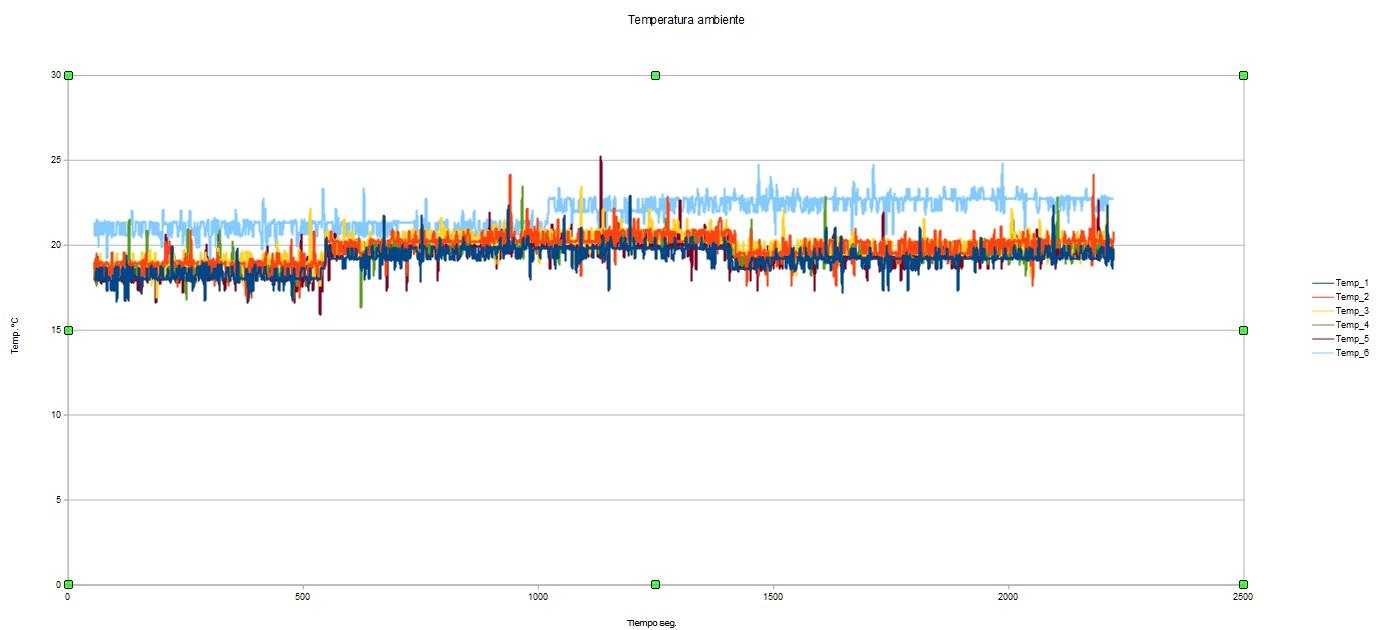 Temperatura ambiente
30
25
20
15
10
5
0
Temp.ºC
0 500 1000 1500 2000 2500
Tiempo seg.
Temp_1
Temp_2
Temp_3
Temp_4
Temp_5
Temp_6